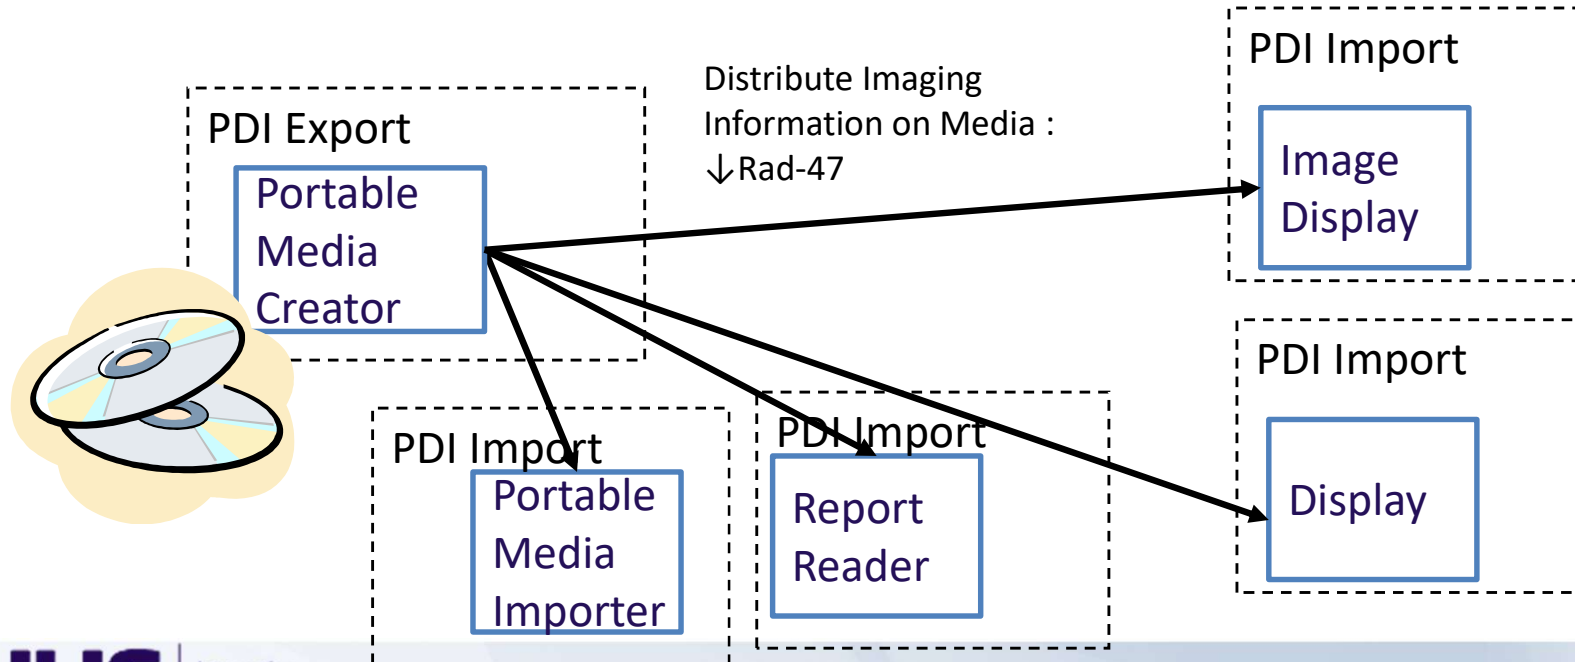 PDI Export
Portable
Media
Creator
Distribute Imaging
Information on Media :
↓Rad-47
PDI Import
Image
Display
PDI Import
Display
PDI Import
Portable
Media
Importer
PDI Import
Report
Reader